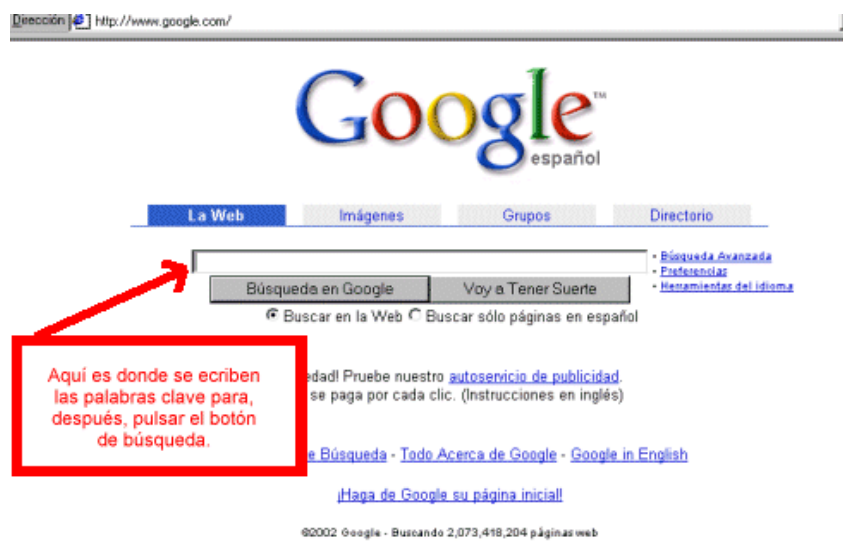 Dirección http://www.google.com/
Google™
español
La Web Imágenes Grupos Directorio
· Búsqueda Avanzada
· Preferencias
· Herramientas del idioma
Búsqueda en Google Voy a Tener Suerte
Buscar en la Web Buscar sólo páginas en español
Aquí es donde se ecriben
las palabras clave para,
después, pulsar el botón
de búsqueda.
edad! Pruebe nuestro autoservicio de publicidad.
se paga por cada clic. (Instrucciones en inglés)
e Búsqueda - Todo Acerca de Google - Google in English
¡Haga de Google su página inicial!
©2002 Google - Buscando 2,073,418,204 páginas web